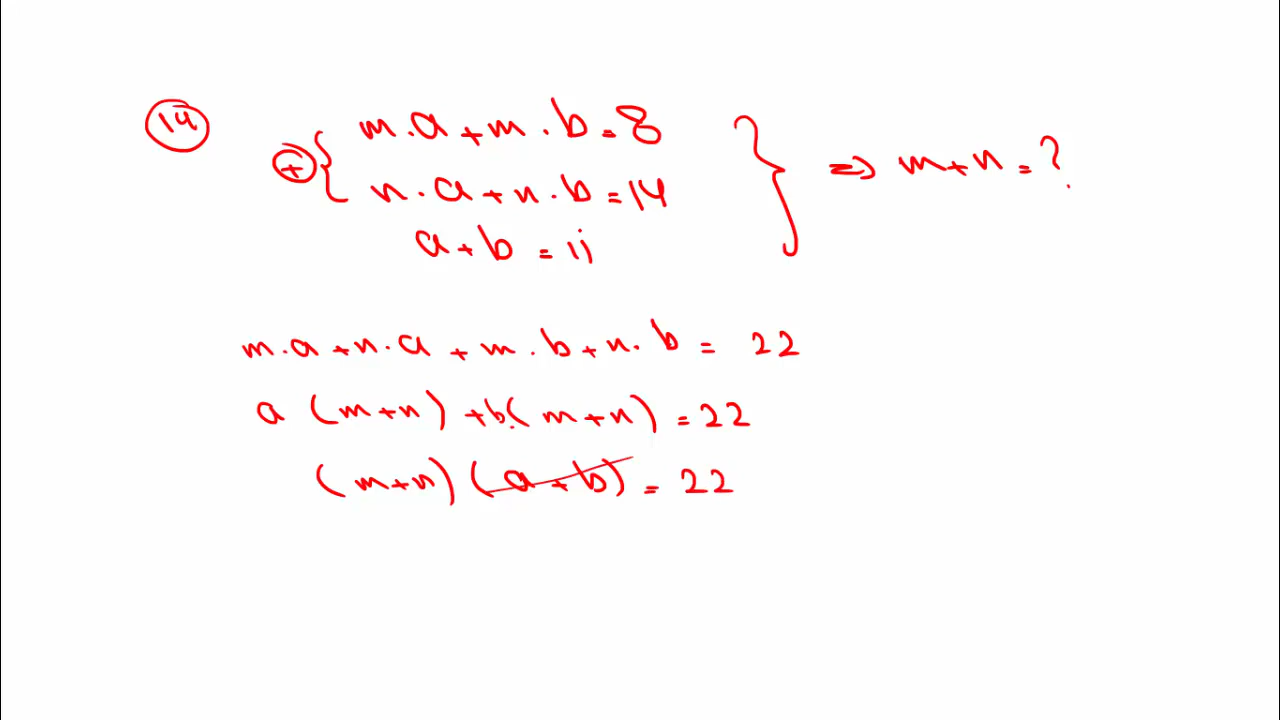 14
m.a+m.b=8
+ n.a+n.b=14 } => m+n=?
a+b=11
m.a+n.a+m.b+n.b=22
a(m+n)+b(m+n)=22
(m+n)(a+b)=22